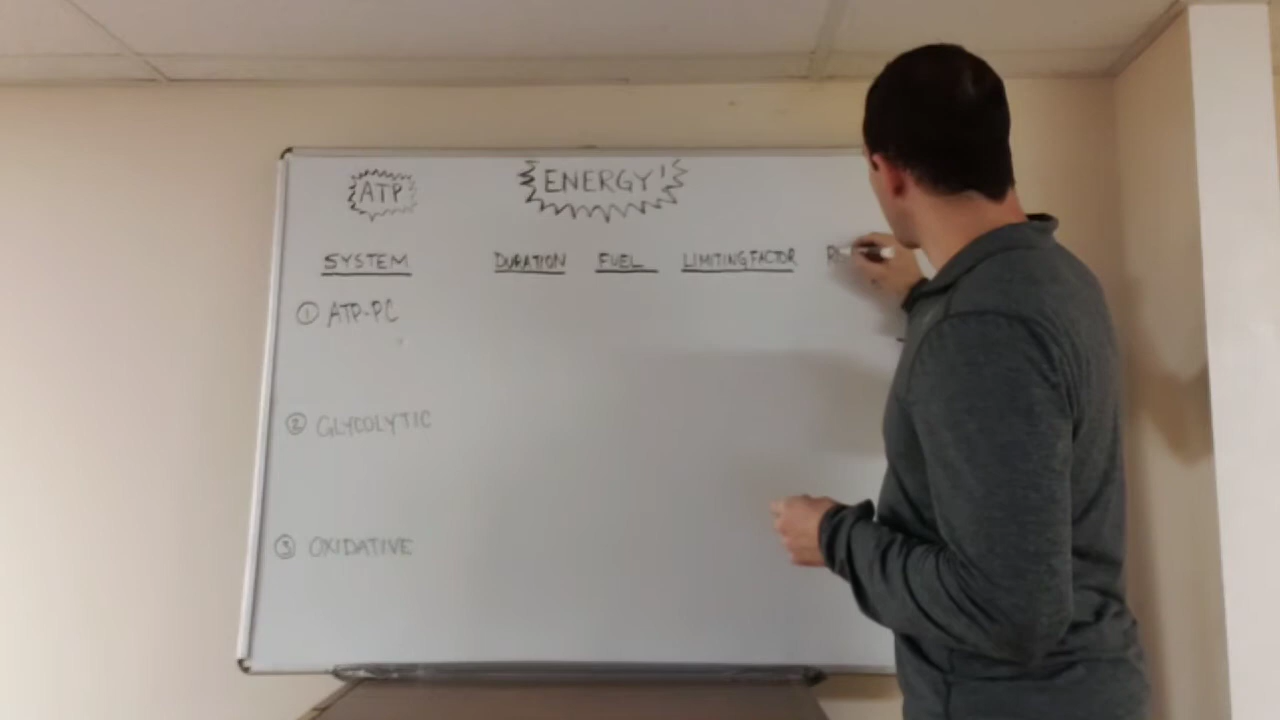 ATP
ENERGY!
SYSTEM DURATION FUEL LIMITING FACTOR
① ATP-PC
② GLYCOLYTIC
③ OXIDATIVE